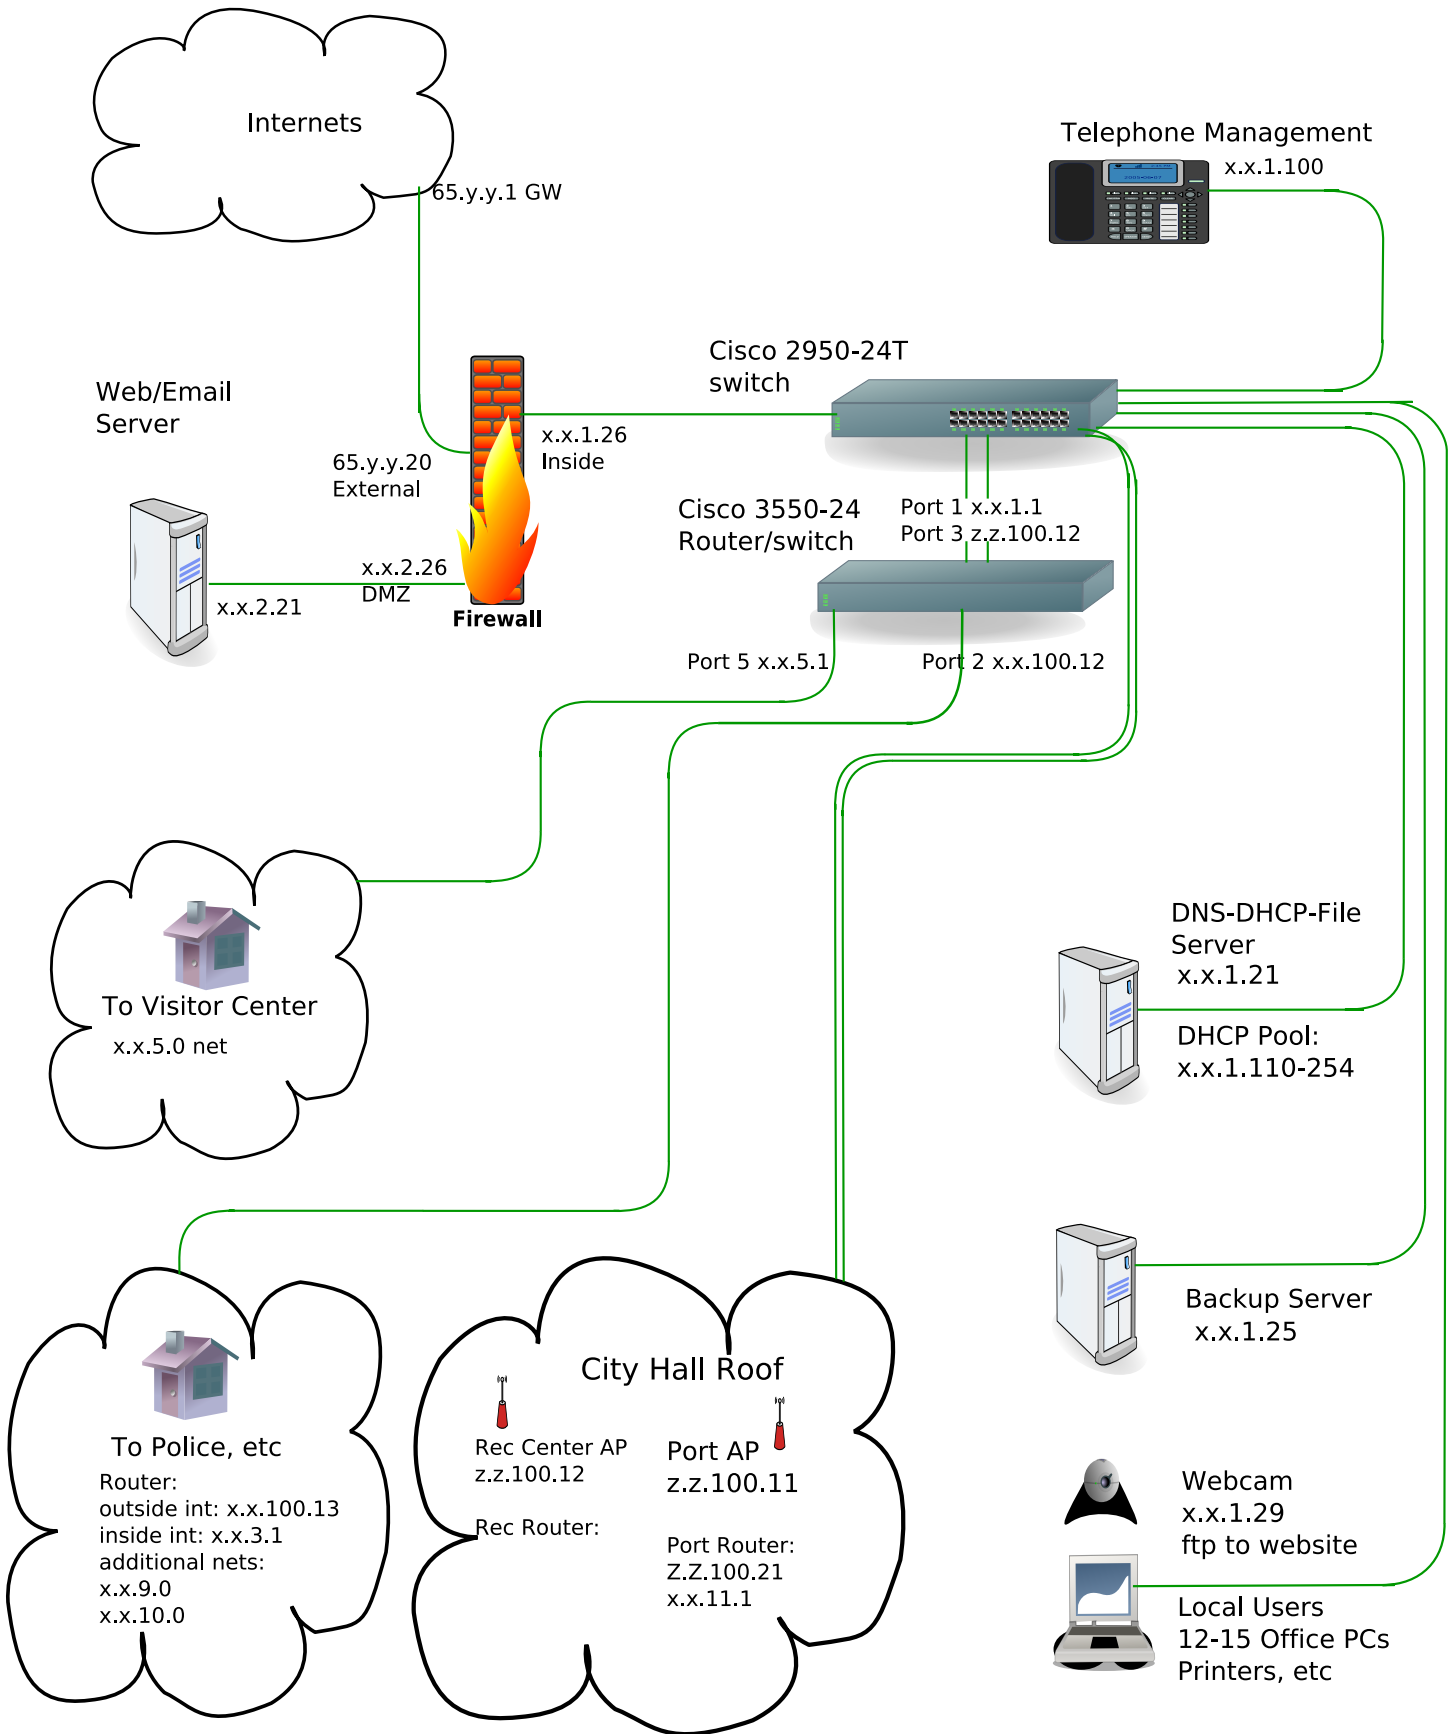 Internets
65.y.y.1 GW
Telephone Management
x.x.1.100
Cisco 2950-24T
switch
Web/Email
Server
x.x.1.26
Inside
65.y.y.20
External
Cisco 3550-24
Router/switch
Port 1 x.x.1.1
Port 3 z.z.100.12
x.x.2.26
DMZ
x.x.2.21
Firewall
Port 5 x.x.5.1
Port 2 x.x.100.12
To Visitor Center
x.x.5.0 net
DNS-DHCP-File
Server
x.x.1.21
DHCP Pool:
x.x.1.110-254
Backup Server
x.x.1.25
To Police, etc
Router:
outside int: x.x.100.13
inside int: x.x.3.1
additional nets:
x.x.9.0
x.x.10.0
City Hall Roof
Rec Center AP
z.z.100.12
Rec Router:
Port AP
z.z.100.11
Port Router:
Z.Z.100.21
x.x.11.1
Webcam
x.x.1.29
ftp to website
Local Users
12-15 Office PCs
Printers, etc